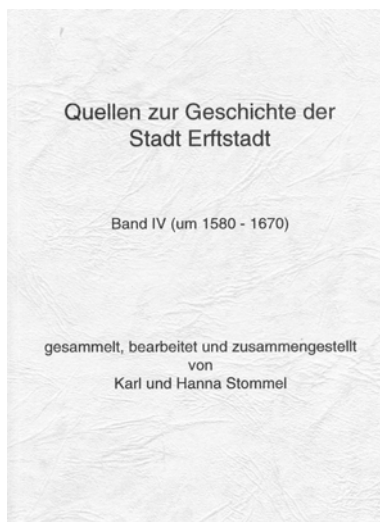 Quellen zur Geschichte der
Stadt Erftstadt
Band IV (um 1580 - 1670)
gesammelt, bearbeitet und zusammengestellt
von
Karl und Hanna Stommel